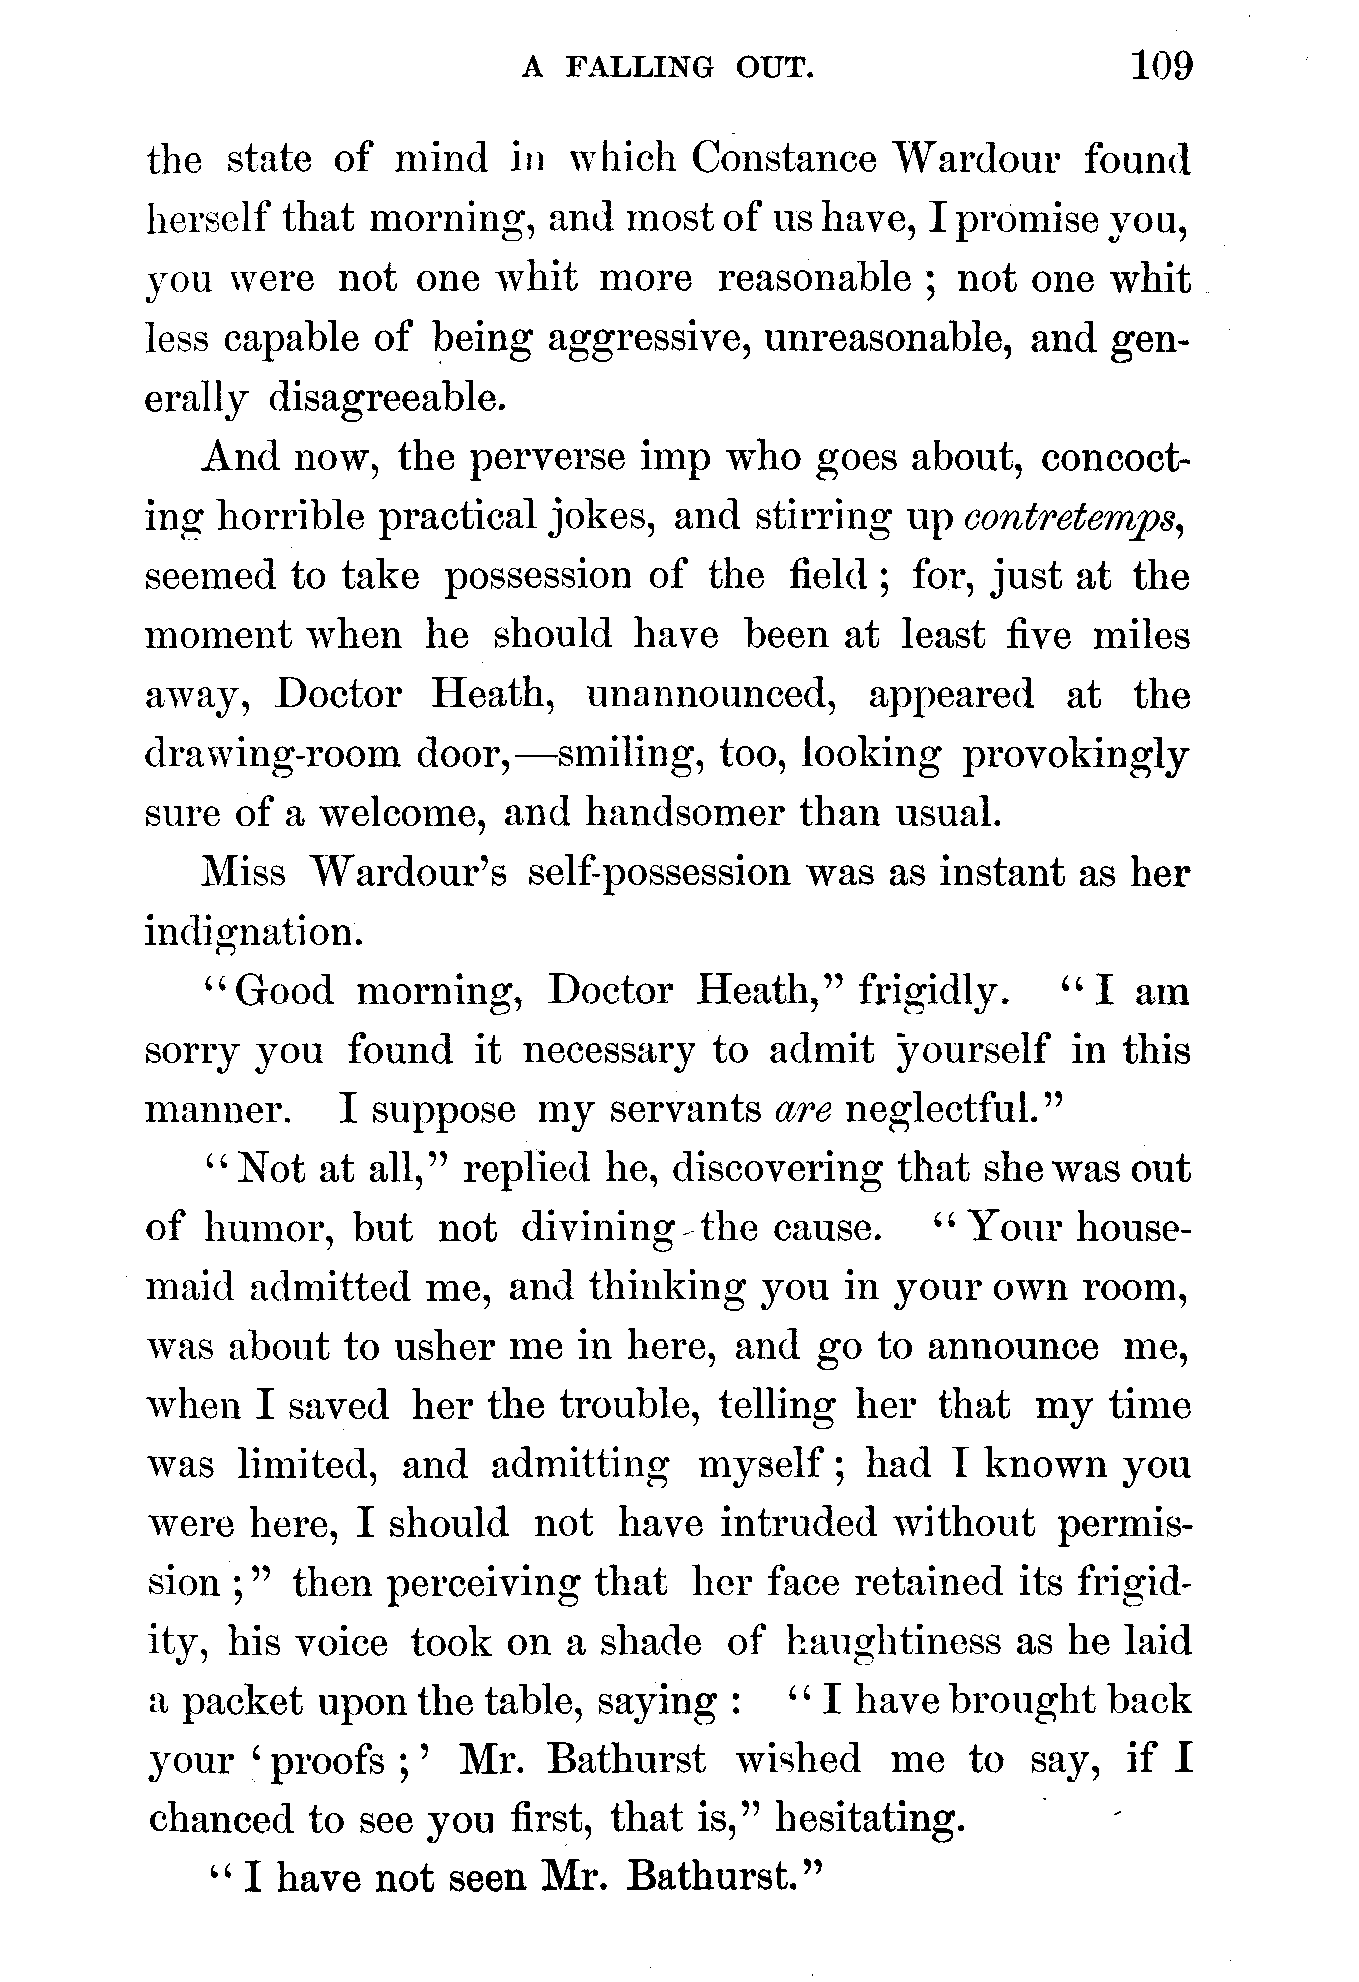 A FALLING OUT. 109
the state of mind in which Constance Wardour found
herself that morning, and most of us have, I promise you,
you were not one whit more reasonable ; not one whit
less capable of being aggressive, unreasonable, and gen-
erally disagreeable.
And now, the perverse imp who goes about, concoct-
ing horrible practical jokes, and stirring up contretemps,
seemed to take possession of the field ; for, just at the
moment when he should have been at least five miles
away, Doctor Heath, unannounced, appeared at the
drawing-room door,—smiling, too, looking provokingly
sure of a welcome, and handsomer than usual.
Miss Wardour's self-possession was as instant as her
indignation.
“Good morning, Doctor Heath,” frigidly. “I am
sorry you found it necessary to admit yourself in this
manner. I suppose my servants are neglectful.”
“Not at all,” replied he, discovering that she was out
of humor, but not divining the cause. “Your house-
maid admitted me, and thinking you in your own room,
was about to usher me in here, and go to announce me,
when I saved her the trouble, telling her that my time
was limited, and admitting myself ; had I known you
were here, I should not have intruded without permis-
sion ;” then perceiving that her face retained its frigid-
ity, his voice took on a shade of haughtiness as he laid
a packet upon the table, saying : “I have brought back
your ‘proofs ;’ Mr. Bathurst wished me to say, if I
chanced to see you first, that is,” hesitating.
“I have not seen Mr. Bathurst.”